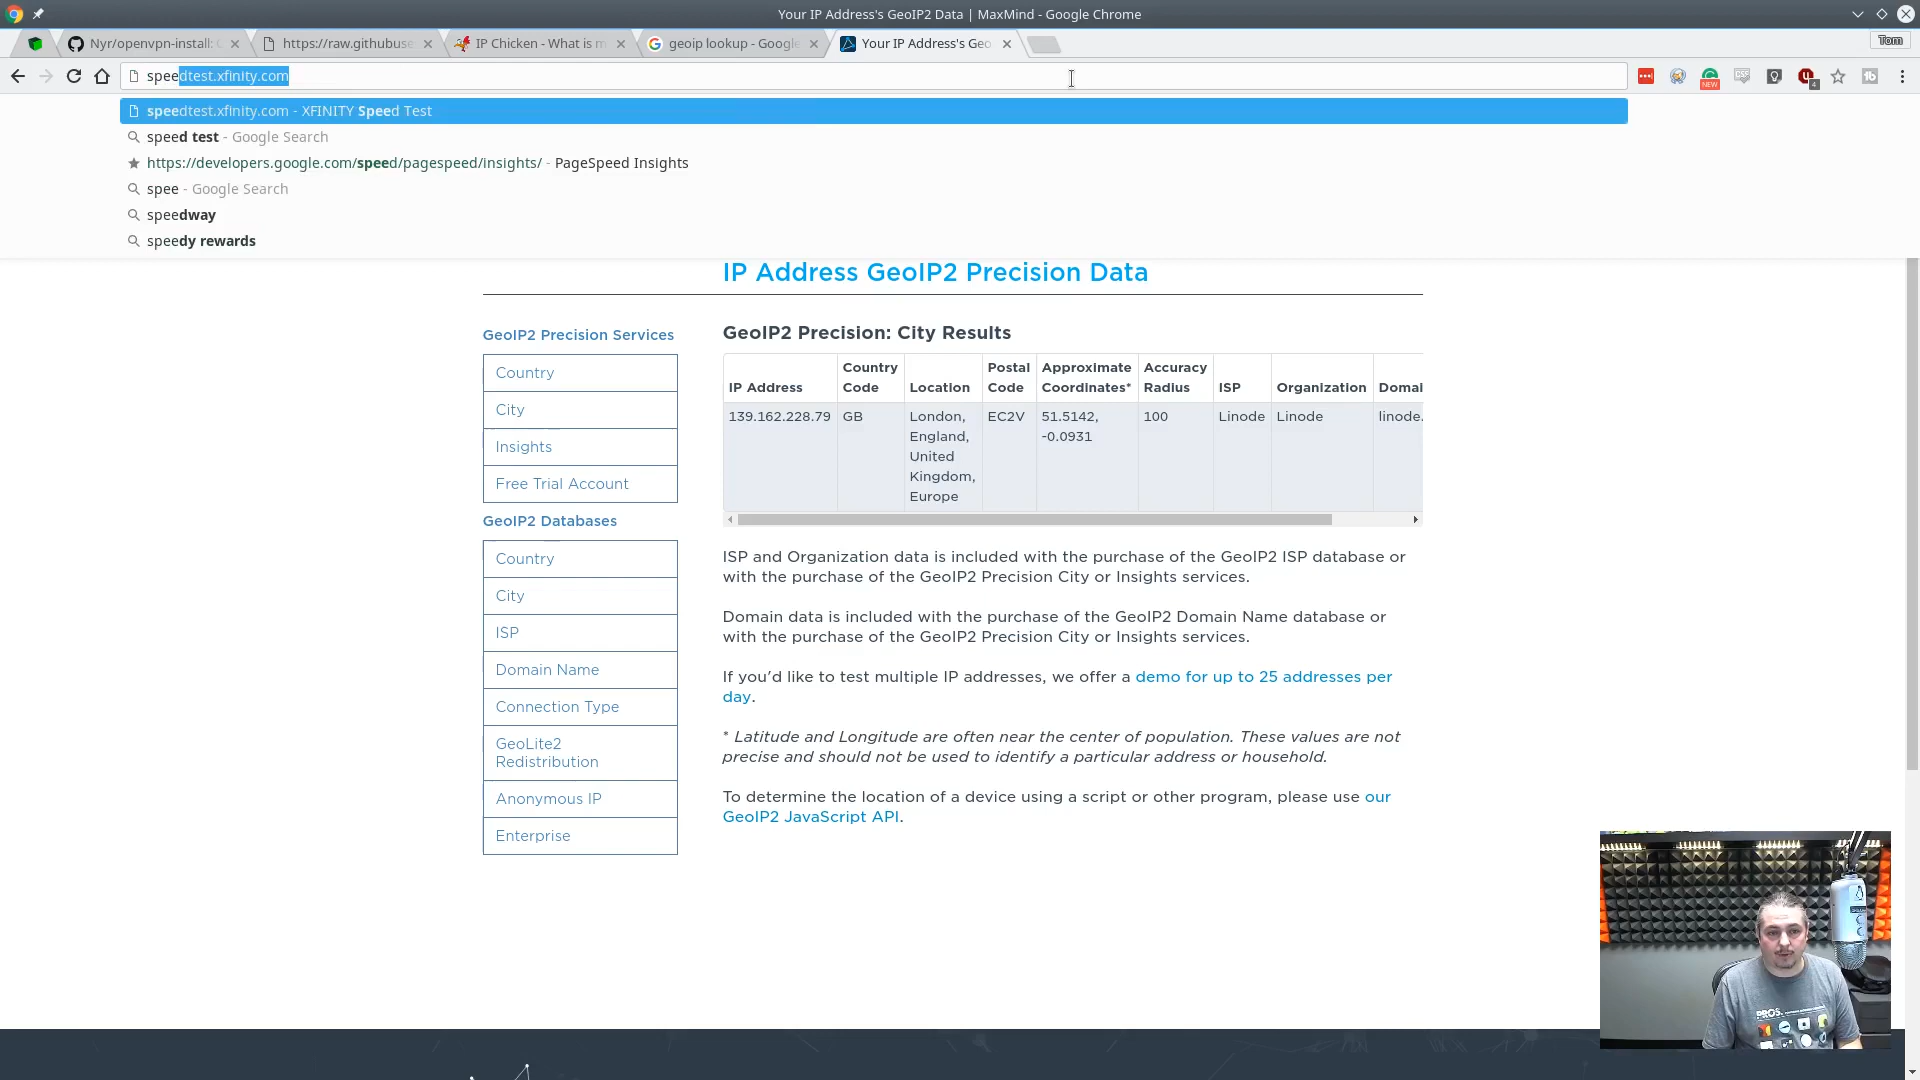 Your IP Address's GeoIP2 Data | MaxMind - Google Chrome
Nyr/openvpn-install:
https://raw.githubuse
IP Chicken - What is m
geoip lookup - Google
Your IP Address's Geo
Tom
speedtest.xfinity.com
NEW
4
speedtest.xfinity.com - XFINITY Speed Test
speed test - Google Search
https://developers.google.com/speed/pagespeed/insights/ - PageSpeed Insights
spee - Google Search
speedway
speedy rewards
IP Address GeoIP2 Precision Data
GeoIP2 Precision Services
Country
City
Insights
Free Trial Account
GeoIP2 Databases
Country
City
ISP
Domain Name
Connection Type
GeoLite2
Redistribution
Anonymous IP
Enterprise
GeoIP2 Precision: City Results
IP Address
Country
Code
Location
Postal
Code
Approximate
Coordinates*
Accuracy
Radius
ISP
Organization
Domai
139.162.228.79
GB
London,
England,
United
Kingdom,
Europe
EC2V
51.5142,
-0.0931
100
Linode
Linode
linode.
ISP and Organization data is included with the purchase of the GeoIP2 ISP database or
with the purchase of the GeoIP2 Precision City or Insights services.
Domain data is included with the purchase of the GeoIP2 Domain Name database or
with the purchase of the GeoIP2 Precision City or Insights services.
If you'd like to test multiple IP addresses, we offer a demo for up to 25 addresses per
day.
* Latitude and Longitude are often near the center of population. These values are not
precise and should not be used to identify a particular address or household.
To determine the location of a device using a script or other program, please use our
GeoIP2 JavaScript API.
PROS.